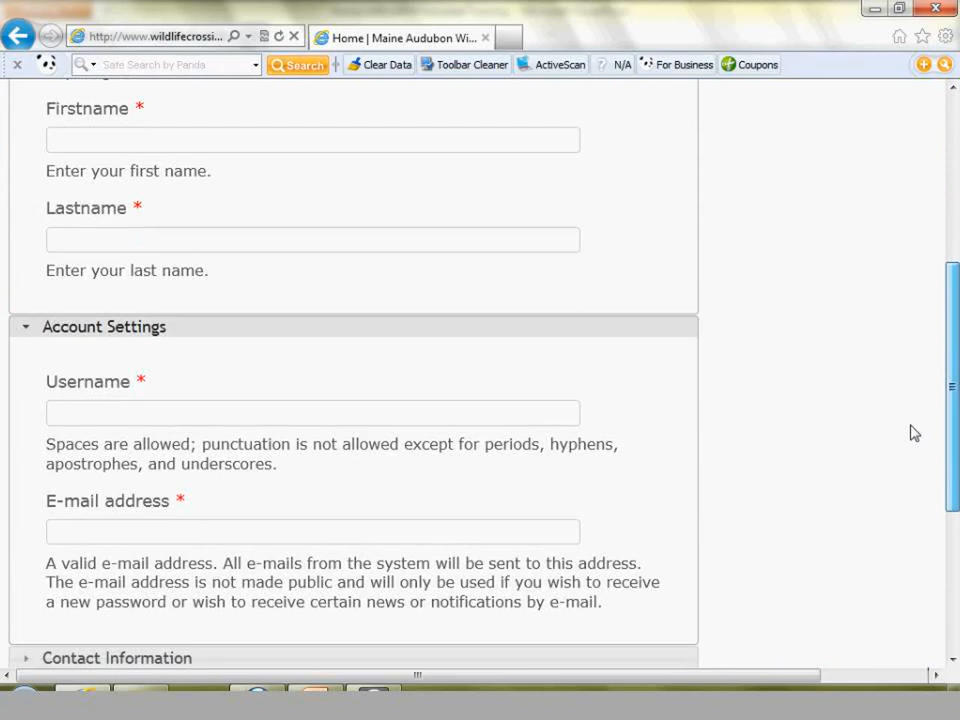 http://www.wildlifecrossi...
Home | Maine Audubon Wi...
Safe Search by Panda
Search
Clear Data
Toolbar Cleaner
ActiveScan
N/A
For Business
Coupons
Firstname *
Enter your first name.
Lastname *
Enter your last name.
Account Settings
Username *
Spaces are allowed; punctuation is not allowed except for periods, hyphens,
apostrophes, and underscores.
E-mail address *
A valid e-mail address. All e-mails from the system will be sent to this address.
The e-mail address is not made public and will only be used if you wish to receive
a new password or wish to receive certain news or notifications by e-mail.
Contact Information